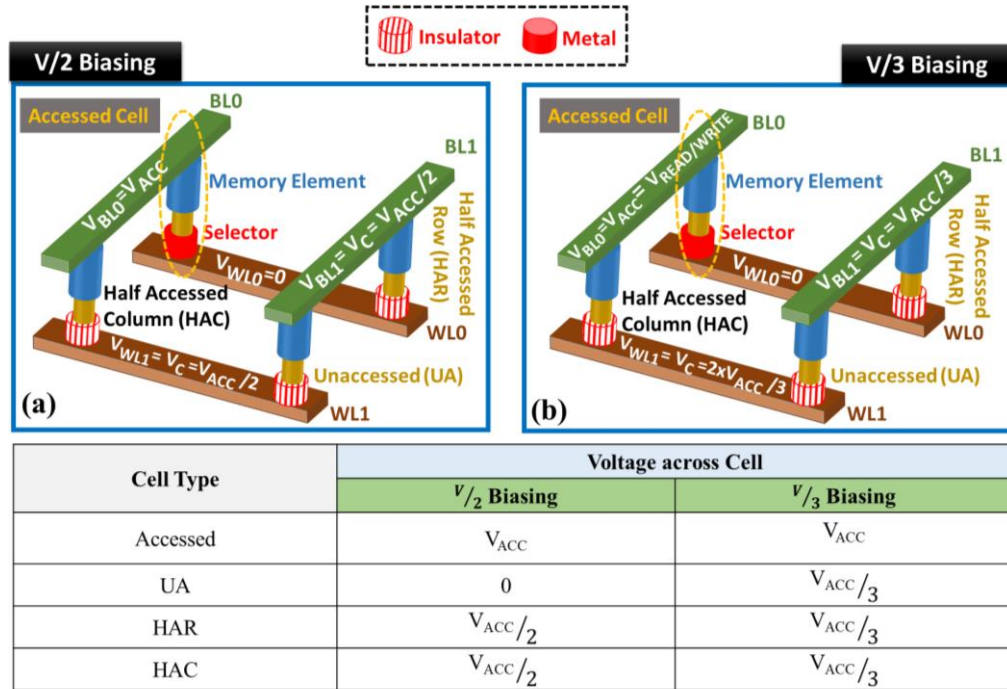 Insulator Metal
V/2 Biasing
V/3 Biasing
Accessed Cell
BL0
BL1
V_BL0=V_ACC
Memory Element
V_BL1= V_C= V_ACC/2
Half Accessed
Row (HAR)
Selector
V_WL0=0
Half Accessed
Column (HAC)
WL0
V_WL1= V_C=V_ACC/2
Unaccessed (UA)
(a)
WL1
Accessed Cell
BL0
BL1
V_BL0=V_ACC= V_READ/WRITE
Memory Element
V_BL1= V_C= V_ACC/3
Half Accessed
Row (HAR)
Selector
V_WL0=0
Half Accessed
Column (HAC)
WL0
V_WL1= V_C=2xV_ACC/3
Unaccessed (UA)
(b)
WL1
Cell Type Voltage across Cell
V/2 Biasing V/3 Biasing
Accessed V_ACC V_ACC
UA 0 V_ACC/3
HAR V_ACC/2 V_ACC/3
HAC V_ACC/2 V_ACC/3